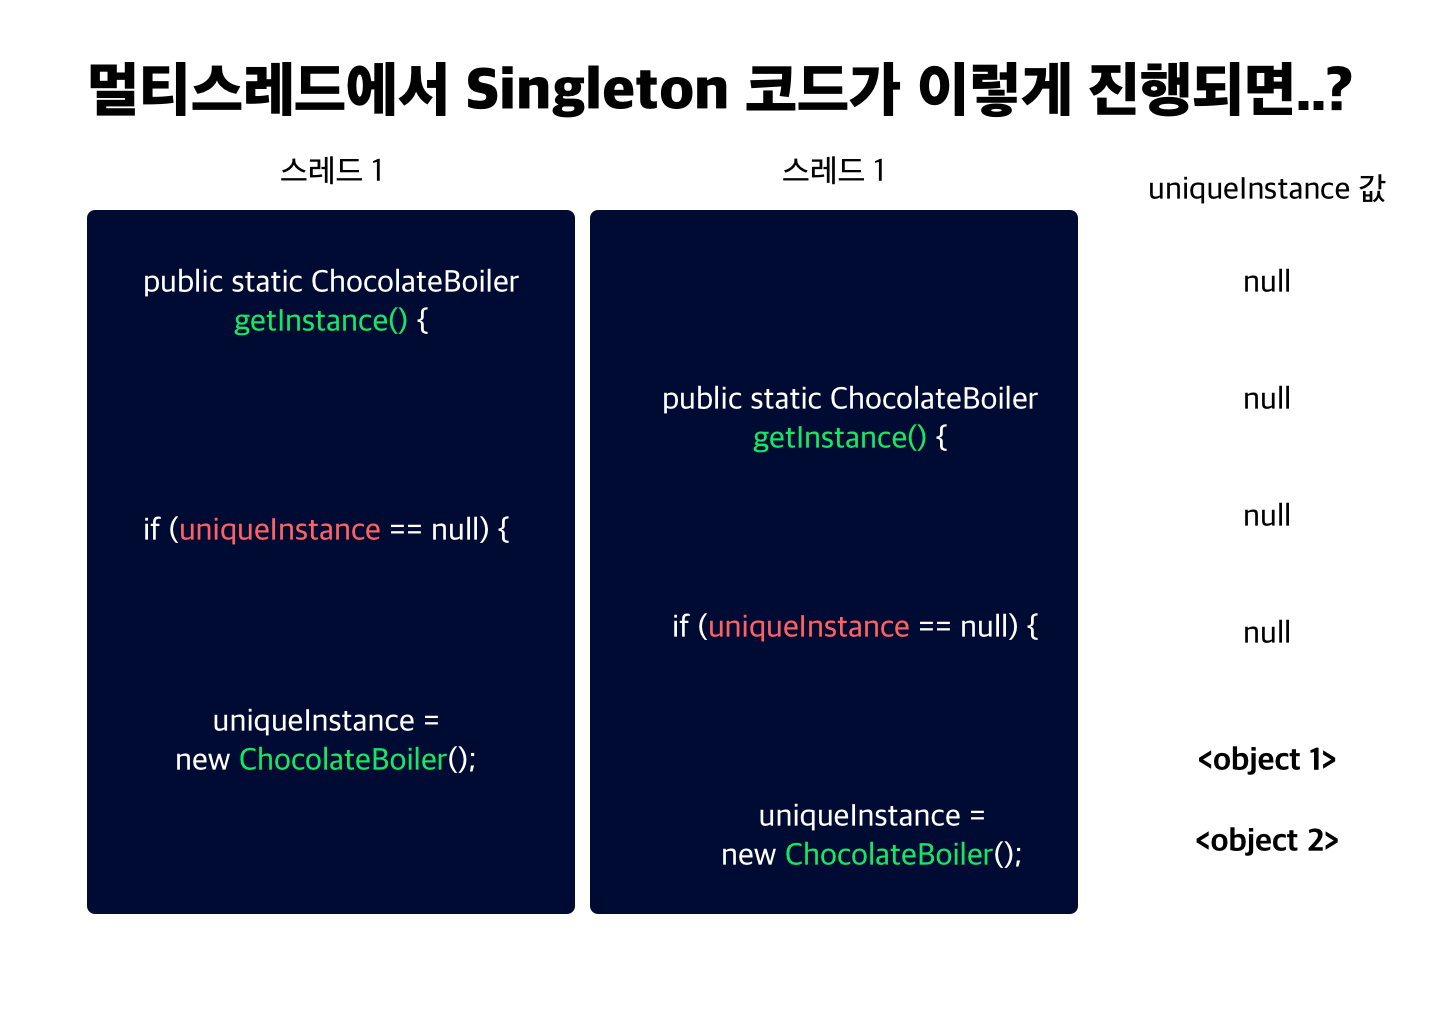 멀티스레드에서 Singleton 코드가 이렇게 진행되면..?
스레드 1
스레드 1
uniqueInstance 값
public static ChocolateBoiler
getInstance() {
null
public static ChocolateBoiler
getInstance() {
null
if (uniqueInstance == null) {
null
if (uniqueInstance == null) {
null
uniqueInstance =
new ChocolateBoiler();
<object 1>
uniqueInstance =
new ChocolateBoiler();
<object 2>